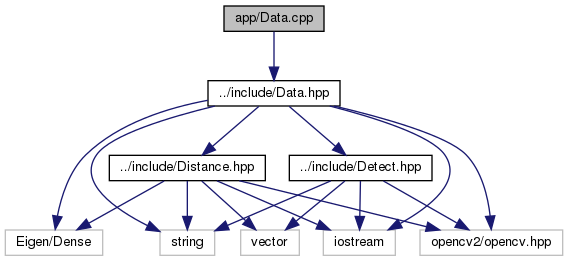 app/Data.cpp
../include/Data.hpp
../include/Distance.hpp
../include/Detect.hpp
Eigen/Dense
string
vector
iostream
opencv2/opencv.hpp